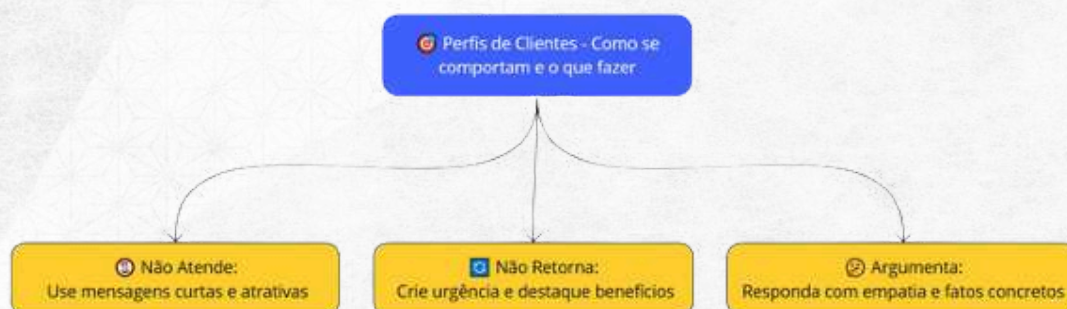 🎯 Perfis de Clientes - Como se
comportam e o que fazer
Não Atende:
Use mensagens curtas e atrativas
🔄 Não Retorna:
Crie urgência e destaque benefícios
Argumenta:
Responda com empatia e fatos concretos